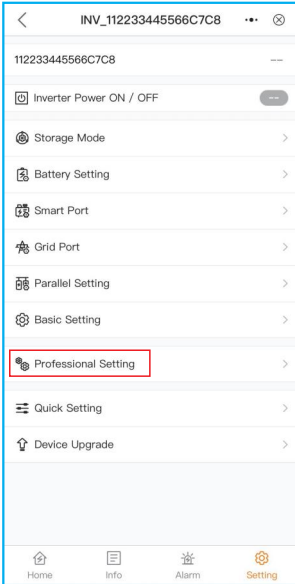 INV_112233445566C7C8
112233445566C7C8 --
Inverter Power ON / OFF --
Storage Mode
Battery Setting
Smart Port
Grid Port
Parallel Setting
Basic Setting
Professional Setting
Quick Setting
Device Upgrade
Home Info Alarm Setting